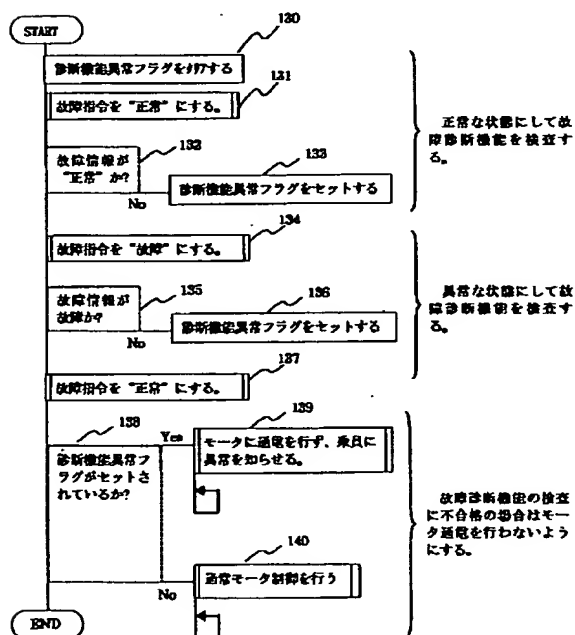 START
130
診断機能異常フラグをクリアする
131
故障指令を“正常”にする。
132
故障情報が
“正常”か?
133
No
診断機能異常フラグをセットする
正常な状態にして故
障診断機能を検査す
る。
134
故障指令を“故障”にする。
135
故障情報が
故障か?
136
No
診断機能異常フラグをセットする
異常な状態にして故
障診断機能を検査す
る。
137
故障指令を“正常”にする。
138
診断機能異常フ
ラグがセットさ
れているか?
Yes
139
モータに通電を行ず、乗員に
異常を知らせる。
140
No
通常モータ制御を行う
故障診断機能の検査
に不合格の場合はモー
タ通電を行わないよう
にする。
END